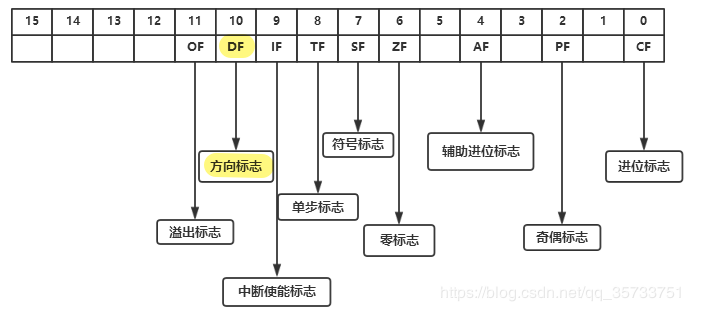 15 14 13 12 11 10 9 8 7 6 5 4 3 2 1 0
OF DF IF TF SF ZF AF PF CF
符号标志
辅助进位标志
方向标志
进位标志
单步标志
溢出标志
零标志
奇偶标志
中断使能标志
https://blog.csdn.net/qq_35733751